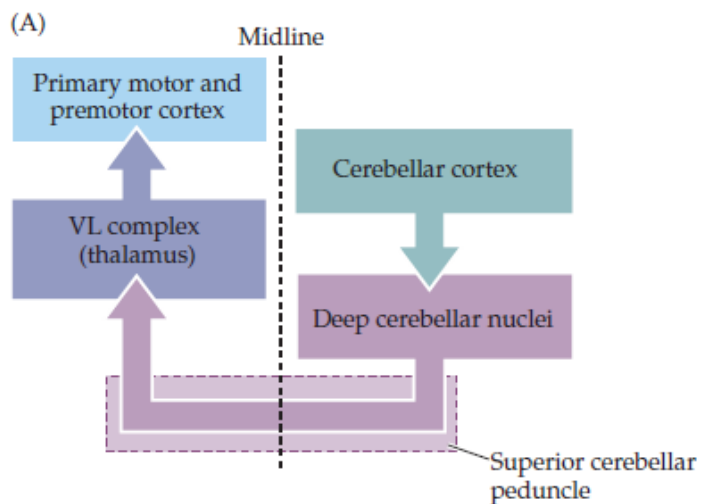 (A)
Midline
Primary motor and
premotor cortex
Cerebellar cortex
VL complex
(thalamus)
Deep cerebellar nuclei
Superior cerebellar
peduncle